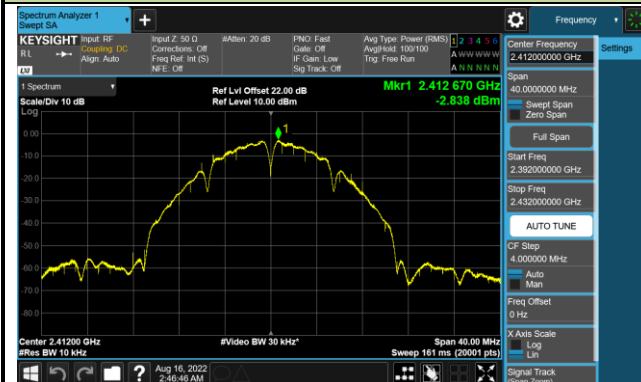 Spectrum Analyzer 1
Swept SA
Frequency
KEYSIGHT
Input: RF
Input Z: 50 Ω
#Atten: 20 dB
PNO: Fast
Avg Type: Power (RMS)
1 2 3 4 5 6
RL
Coupling: DC
Corrections: Off
Gate: Off
Avg|Hold: 100/100
A W W W W W
Align: Auto
Freq Ref: Int (S)
IF Gain: Low
Trig: Free Run
NFE: Off
Sig Track: Off
A N N N N N
1 Spectrum
Ref Lvl Offset 22.00 dB
Mkr1 2.412 670 GHz
Scale/Div 10 dB
Ref Level 10.00 dBm
-2.838 dBm
Log
1
0.00
-10.0
-20.0
-30.0
-40.0
-50.0
-60.0
-70.0
-80.0
Center 2.41200 GHz
#Video BW 30 kHz*
Span 40.00 MHz
#Res BW 10 kHz
Sweep 161 ms (20001 pts)
Center Frequency
2.412000000 GHz
Settings
Span
40.0000000 MHz
Swept Span
Zero Span
Full Span
Start Freq
2.392000000 GHz
Stop Freq
2.432000000 GHz
AUTO TUNE
CF Step
4.000000 MHz
Auto
Man
Freq Offset
0 Hz
X Axis Scale
Log
Lin
Signal Track
(Span Zoom)
?
Aug 16, 2022
2:46:46 AM